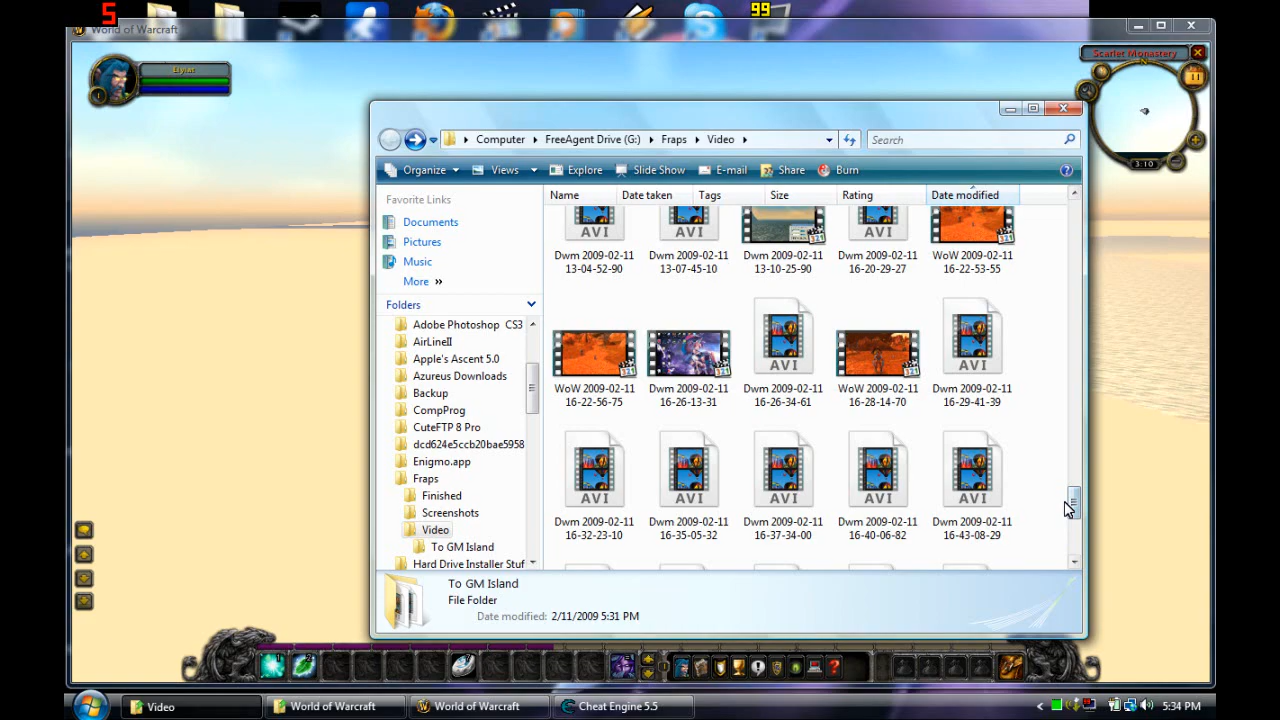 5
99
World of Warcraft
Elylat
Scarlet Monastery
11
3:10
Computer FreeAgent Drive (G:) Fraps Video
Search
Organize Views Explore Slide Show E-mail Share Burn
Favorite Links
Documents
Pictures
Music
More »
Folders
Adobe Photoshop CS3
AirLineII
Apple's Ascent 5.0
Azureus Downloads
Backup
CompProg
CuteFTP 8 Pro
dcd624e5ccb20bae5958
Enigmo.app
Fraps
Finished
Screenshots
Video
To GM Island
Hard Drive Installer Stuf
Name Date taken Tags Size Rating Date modified
AVI AVI AVI
Dwm 2009-02-11 Dwm 2009-02-11 Dwm 2009-02-11 Dwm 2009-02-11 WoW 2009-02-11
13-04-52-90 13-07-45-10 13-10-25-90 16-20-29-27 16-22-53-55
AVI AVI
WoW 2009-02-11 Dwm 2009-02-11 Dwm 2009-02-11 WoW 2009-02-11 Dwm 2009-02-11
16-22-56-75 16-26-13-31 16-26-34-61 16-28-14-70 16-29-41-39
AVI AVI AVI AVI AVI
Dwm 2009-02-11 Dwm 2009-02-11 Dwm 2009-02-11 Dwm 2009-02-11 Dwm 2009-02-11
16-32-23-10 16-35-05-32 16-37-34-00 16-40-06-82 16-43-08-29
To GM Island
File Folder
Date modified: 2/11/2009 5:31 PM
Video World of Warcraft World of Warcraft Cheat Engine 5.5 5:34 PM